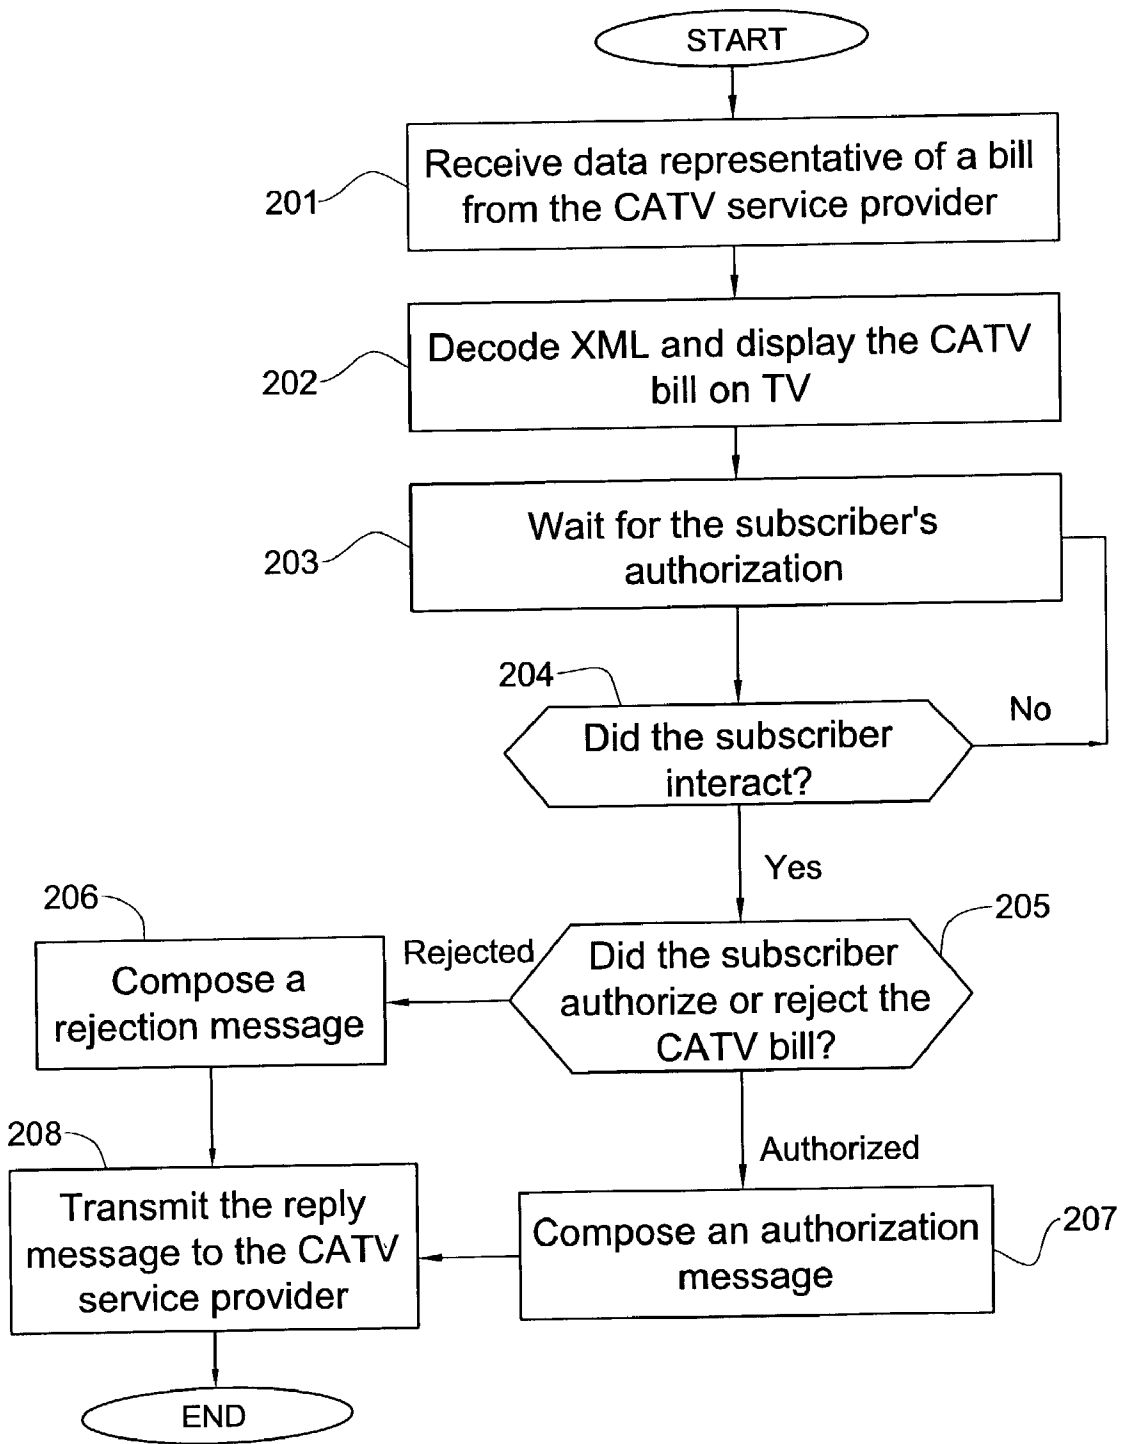 START
Receive data representative of a bill
from the CATV service provider
201
Decode XML and display the CATV
bill on TV
202
Wait for the subscriber's
authorization
203
204
Did the subscriber
interact?
No
Yes
205
Did the subscriber
authorize or reject the
CATV bill?
Rejected
206
Compose a
rejection message
Authorized
207
Compose an authorization
message
208
Transmit the reply
message to the CATV
service provider
END